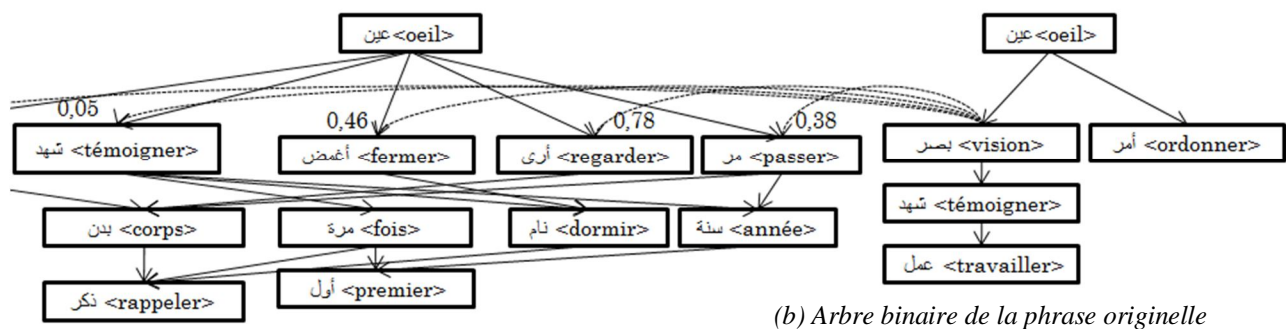 عين <oeil>
عين <oeil>
0,05
0,46
0,78
0,38
شهد <témoigner>
أغمض <fermer>
أرى <regarder>
مر <passer>
بصر <vision>
أمر <ordonner>
بدن <corps>
مرة <fois>
نام <dormir>
سنة <année>
شهد <témoigner>
ذكر <rappeler>
أول <premier>
عمل <travailler>
(b) Arbre binaire de la phrase originelle